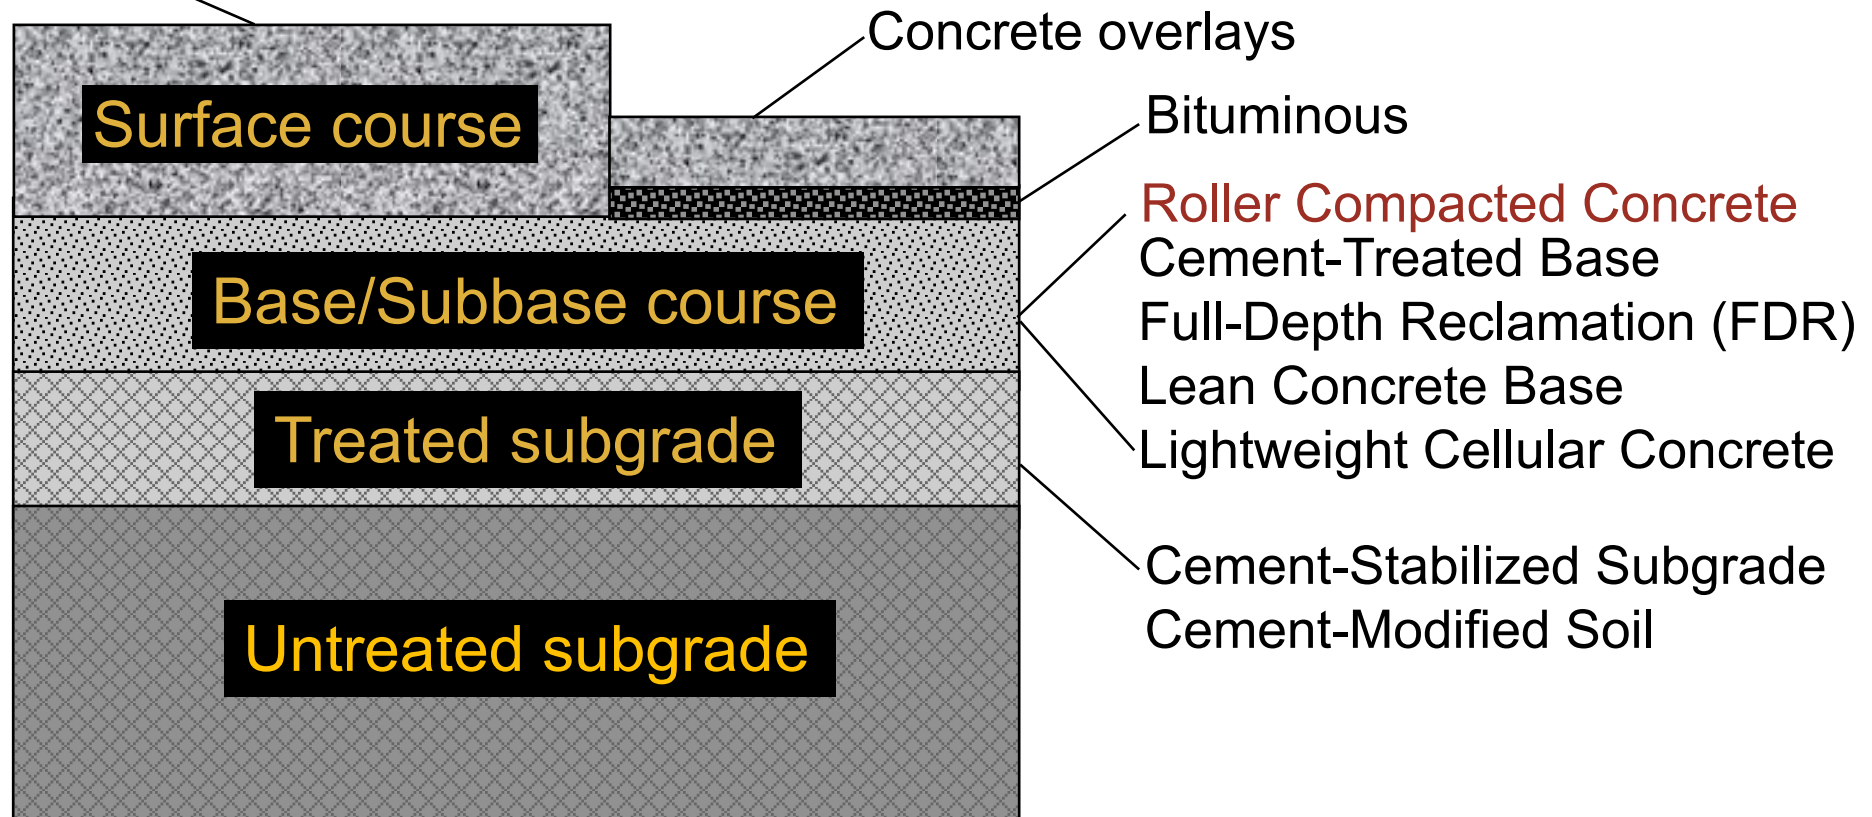 Concrete overlays
Surface course
Bituminous
Roller Compacted Concrete
Cement-Treated Base
Base/Subbase course
Full-Depth Reclamation (FDR)
Lean Concrete Base
Treated subgrade
Lightweight Cellular Concrete
Cement-Stabilized Subgrade
Cement-Modified Soil
Untreated subgrade